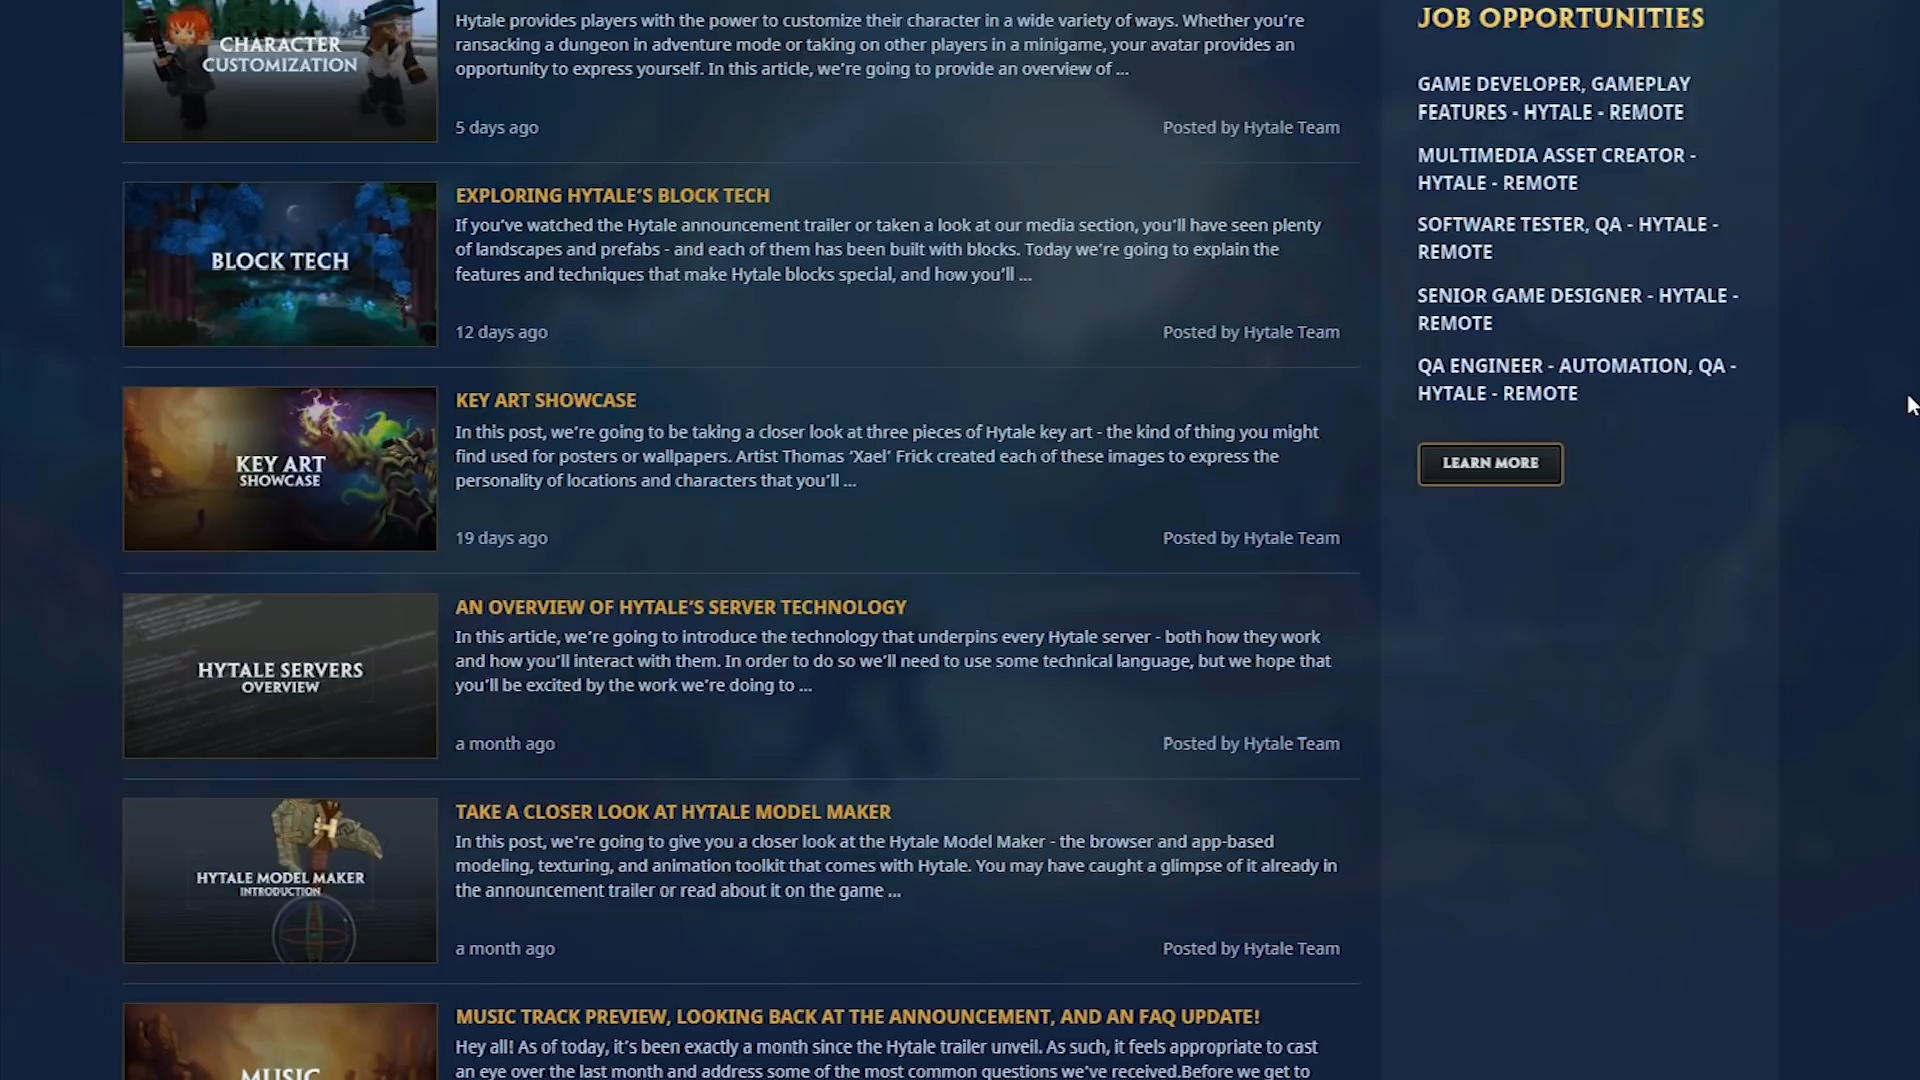 CHARACTER
CUSTOMIZATION
Hytale provides players with the power to customize their character in a wide variety of ways. Whether you’re
ransacking a dungeon in adventure mode or taking on other players in a minigame, your avatar provides an
opportunity to express yourself. In this article, we’re going to provide an overview of ...
5 days ago
Posted by Hytale Team
BLOCK TECH
EXPLORING HYTALE’S BLOCK TECH
If you’ve watched the Hytale announcement trailer or taken a look at our media section, you’ll have seen plenty
of landscapes and prefabs - and each of them has been built with blocks. Today we’re going to explain the
features and techniques that make Hytale blocks special, and how you’ll ...
12 days ago
Posted by Hytale Team
KEY ART
SHOWCASE
KEY ART SHOWCASE
In this post, we’re going to be taking a closer look at three pieces of Hytale key art - the kind of thing you might
find used for posters or wallpapers. Artist Thomas ‘Xael’ Frick created each of these images to express the
personality of locations and characters that you’ll ...
19 days ago
Posted by Hytale Team
HYTALE SERVERS
OVERVIEW
AN OVERVIEW OF HYTALE’S SERVER TECHNOLOGY
In this article, we’re going to introduce the technology that underpins every Hytale server - both how they work
and how you’ll interact with them. In order to do so we’ll need to use some technical language, but we hope that
you’ll be excited by the work we’re doing to ...
a month ago
Posted by Hytale Team
HYTALE MODEL MAKER
INTRODUCTION
TAKE A CLOSER LOOK AT HYTALE MODEL MAKER
In this post, we’re going to give you a closer look at the Hytale Model Maker - the browser and app-based
modeling, texturing, and animation toolkit that comes with Hytale. You may have caught a glimpse of it already in
the announcement trailer or read about it on the game ...
a month ago
Posted by Hytale Team
MUSIC
MUSIC TRACK PREVIEW, LOOKING BACK AT THE ANNOUNCEMENT, AND AN FAQ UPDATE!
Hey all! As of today, it’s been exactly a month since the Hytale trailer unveil. As such, it feels appropriate to cast
an eye over the last month and address some of the most common questions we’ve received.Before we get to
JOB OPPORTUNITIES
GAME DEVELOPER, GAMEPLAY
FEATURES - HYTALE - REMOTE
MULTIMEDIA ASSET CREATOR -
HYTALE - REMOTE
SOFTWARE TESTER, QA - HYTALE -
REMOTE
SENIOR GAME DESIGNER - HYTALE -
REMOTE
QA ENGINEER - AUTOMATION, QA -
HYTALE - REMOTE
LEARN MORE